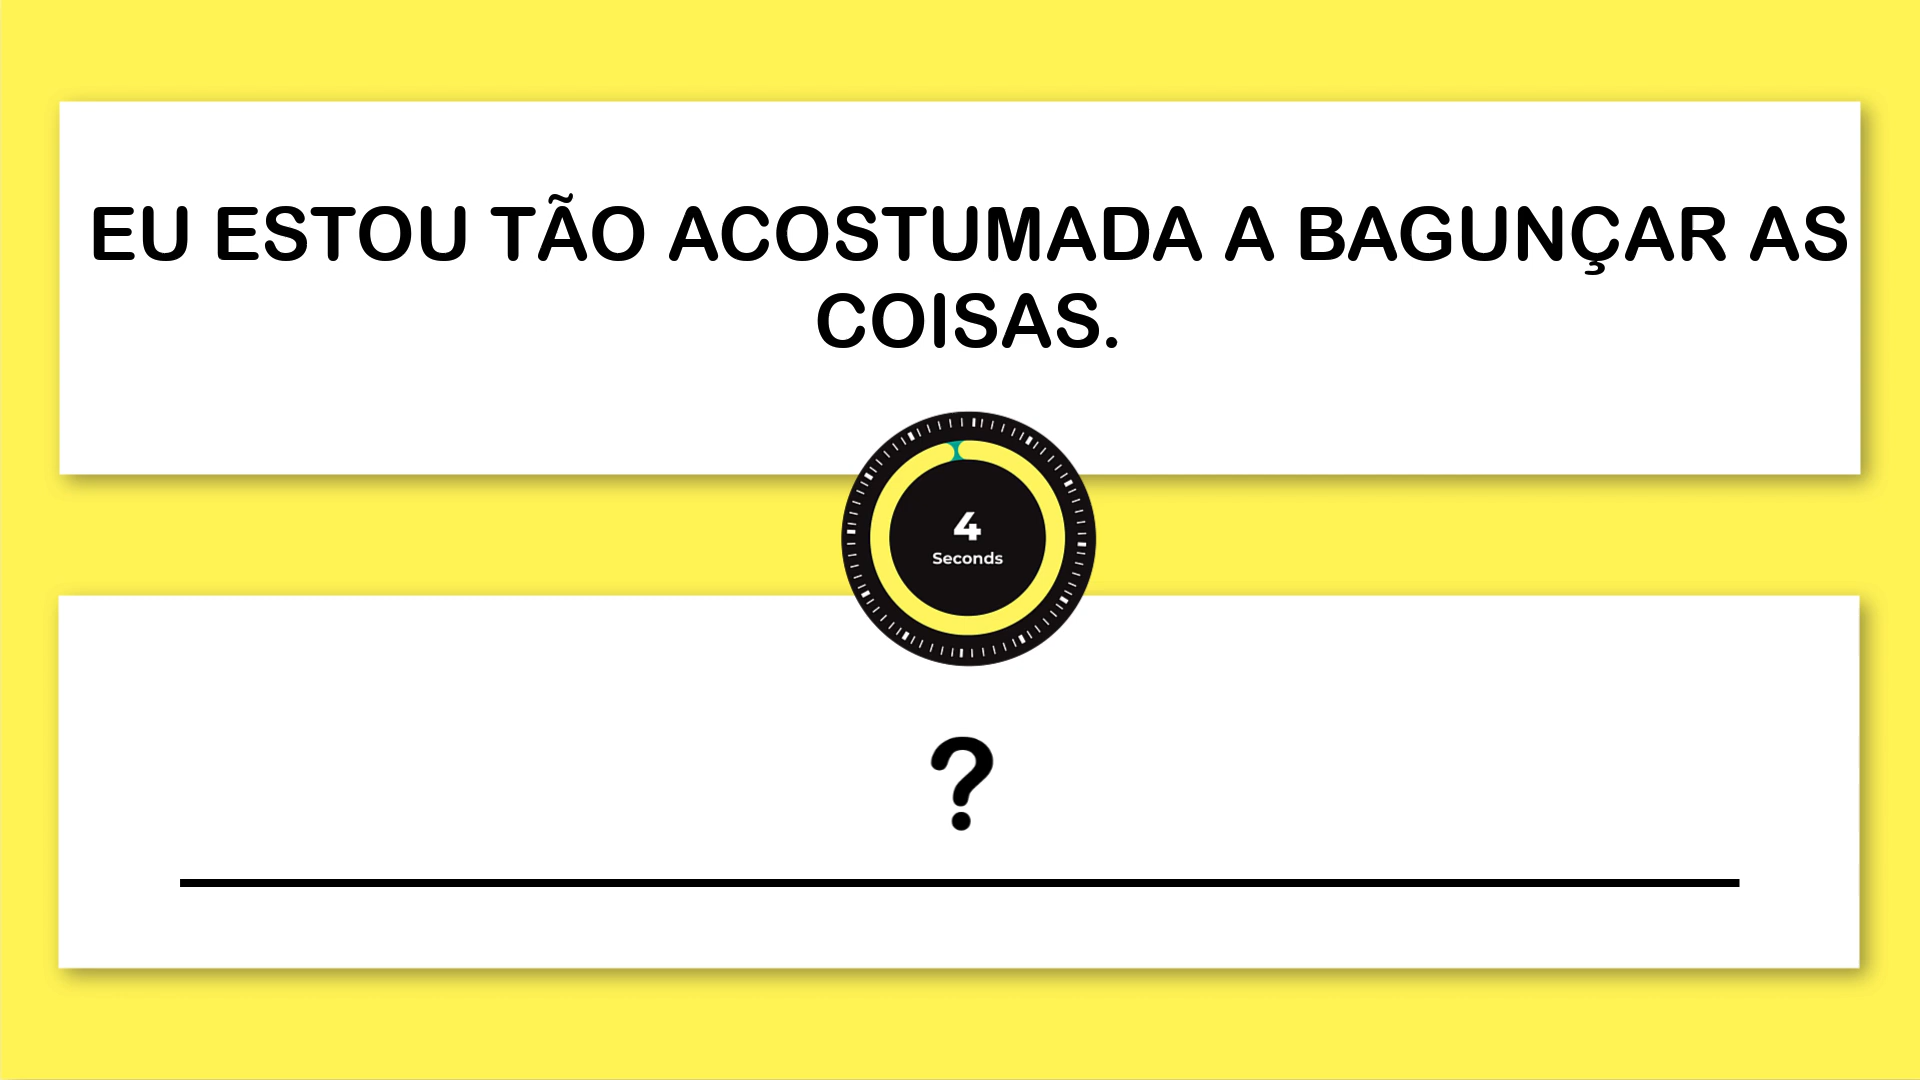 EU ESTOU TÃO ACOSTUMADA A BAGUNÇAR AS
COISAS.
4
Seconds
?